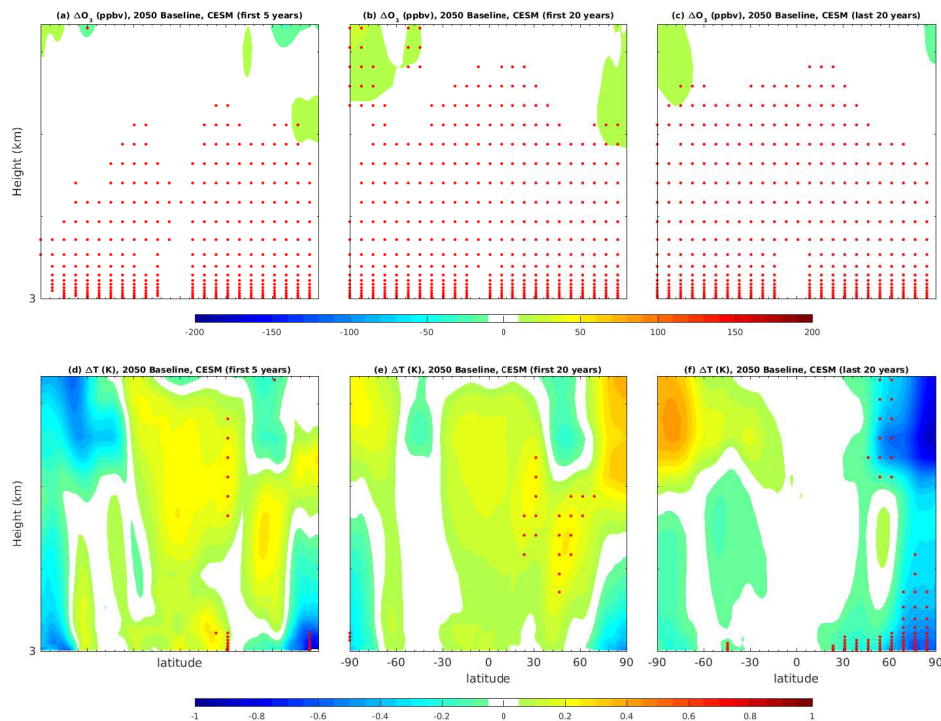 (a) ΔO₃ (ppbv), 2050 Baseline, CESM (first 5 years)
(b) ΔO₃ (ppbv), 2050 Baseline, CESM (first 20 years)
(c) ΔO₃ (ppbv), 2050 Baseline, CESM (last 20 years)
Height (km)
3
3
3
-200 -150 -100 -50 0 50 100 150 200
(d) ΔT (K), 2050 Baseline, CESM (first 5 years)
(e) ΔT (K), 2050 Baseline, CESM (first 20 years)
(f) ΔT (K), 2050 Baseline, CESM (last 20 years)
Height (km)
3
3
3
-90 -60 -30 0 30 60 90
-90 -60 -30 0 30 60 90
latitude
latitude
latitude
-1 -0.8 -0.6 -0.4 -0.2 0 0.2 0.4 0.6 0.8 1